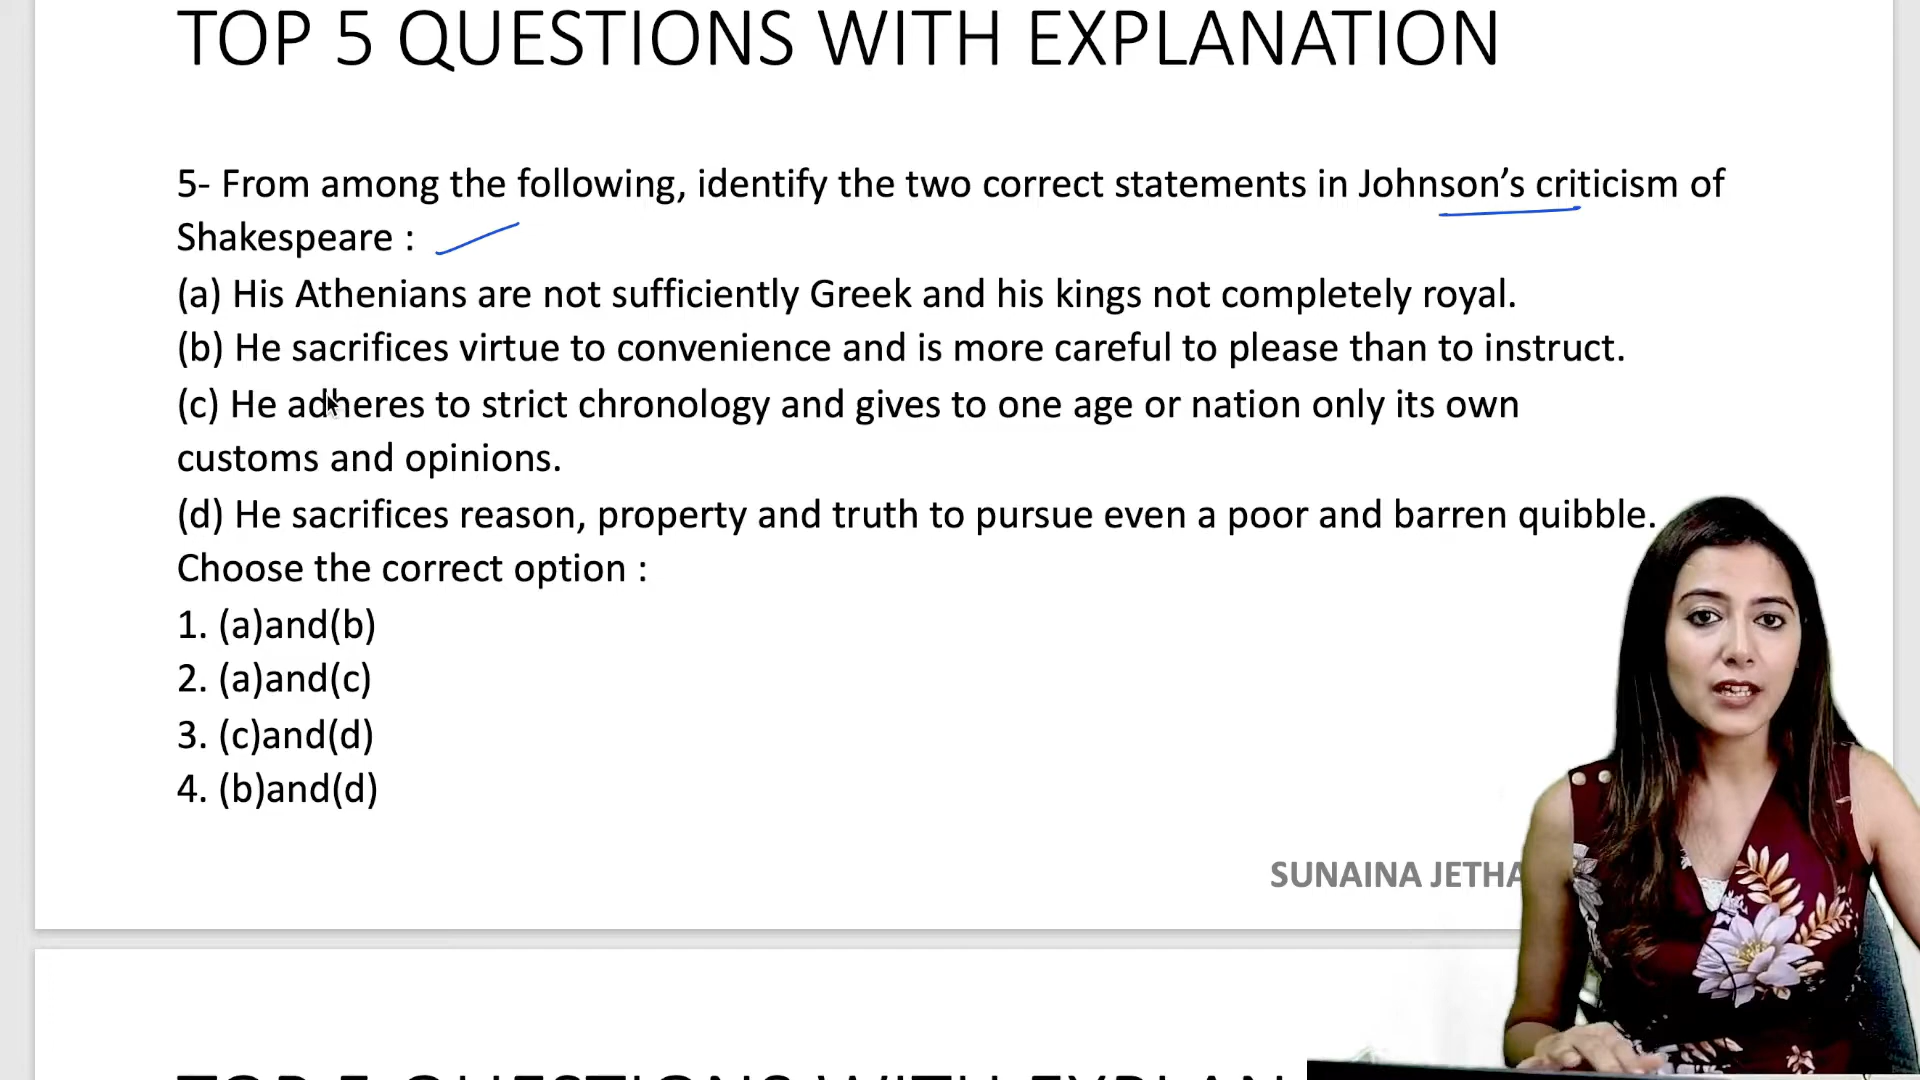 TOP 5 QUESTIONS WITH EXPLANATION
5- From among the following, identify the two correct statements in Johnson’s criticism of
Shakespeare :
(a) His Athenians are not sufficiently Greek and his kings not completely royal.
(b) He sacrifices virtue to convenience and is more careful to please than to instruct.
(c) He adheres to strict chronology and gives to one age or nation only its own
customs and opinions.
(d) He sacrifices reason, property and truth to pursue even a poor and barren quibble.
Choose the correct option :
1. (a)and(b)
2. (a)and(c)
3. (c)and(d)
4. (b)and(d)
SUNAINA
TOP 5 QUESTIONS WITH